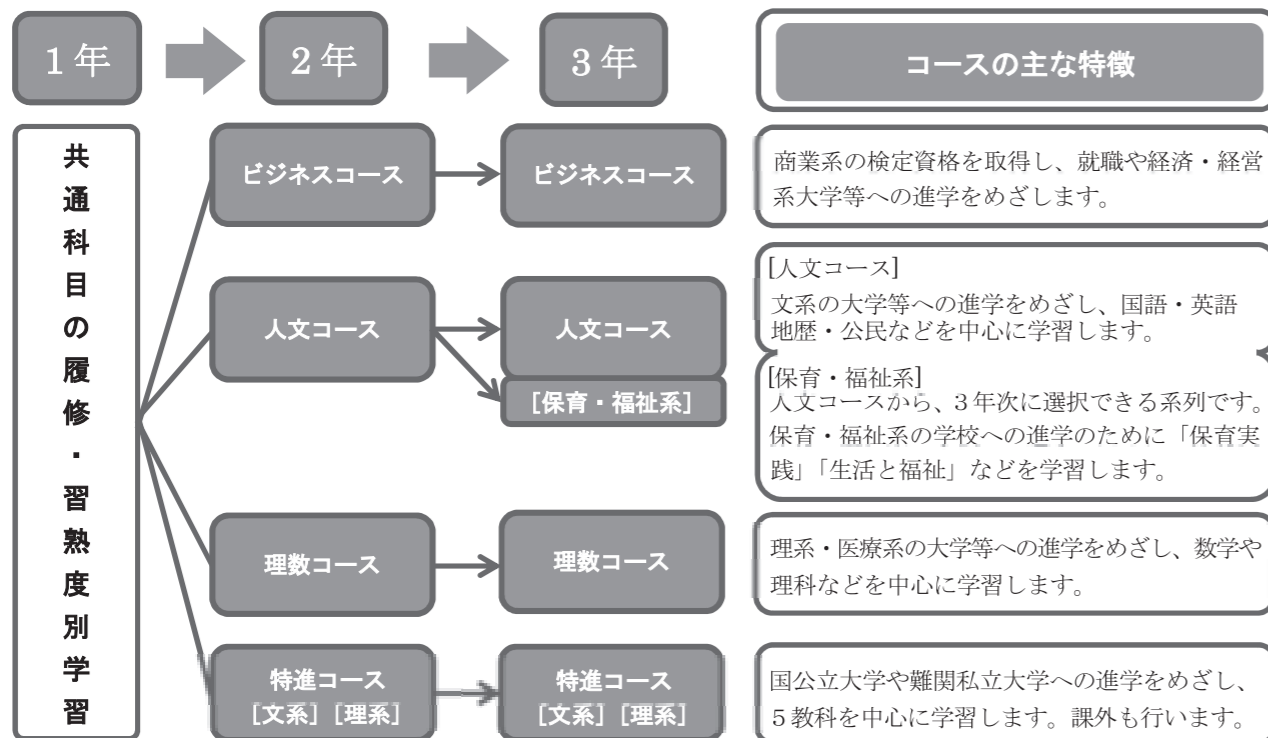 1年
2年
3年
コースの主な特徴
共通科目の履修・習熟度別学習
ビジネスコース
ビジネスコース
商業系の検定資格を取得し、就職や経済・経営
系大学等への進学をめざします。
人文コース
人文コース
[保育・福祉系]
[人文コース]
文系の大学等への進学をめざし、国語・英語
地歴・公民などを中心に学習します。
[保育・福祉系]
人文コースから、3年次に選択できる系列です。
保育・福祉系の学校への進学のために「保育実
践」「生活と福祉」などを学習します。
理数コース
理数コース
理系・医療系の大学等への進学をめざし、数学や
理科などを中心に学習します。
特進コース
[文系][理系]
特進コース
[文系][理系]
国公立大学や難関私立大学への進学をめざし、
5教科を中心に学習します。課外も行います。